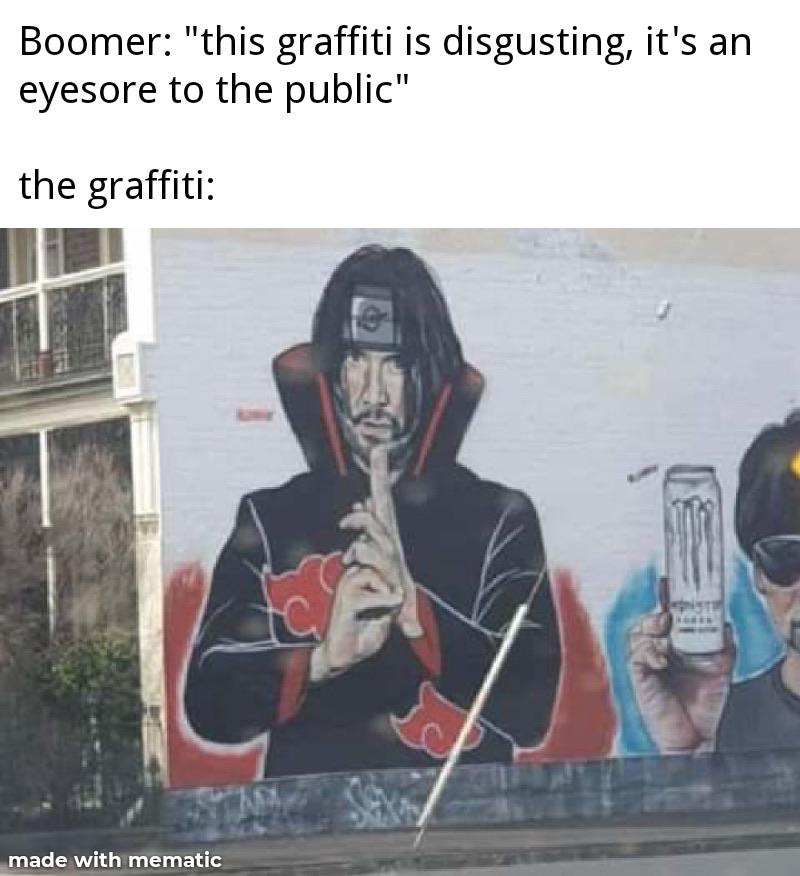 Boomer: "this graffiti is disgusting, it's an
eyesore to the public"
the graffiti:
MONSTER
made with mematic